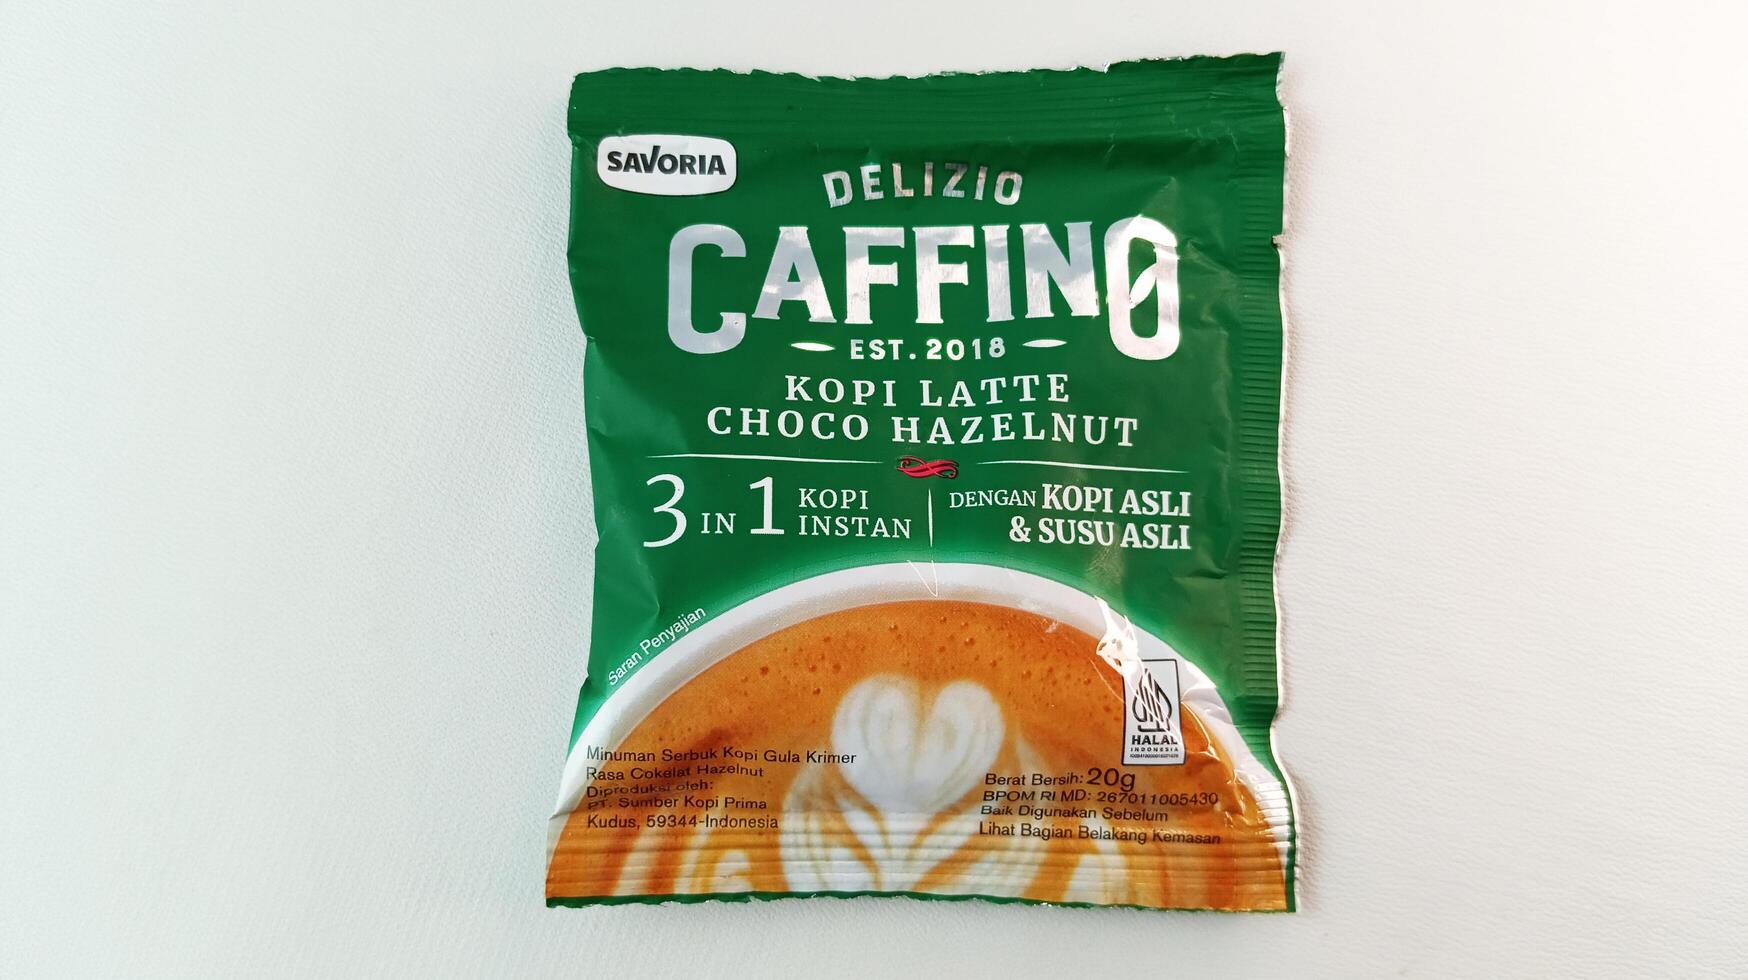 SAVORIA
DELIZIO
CAFFINO
EST. 2018
KOPI LATTE
CHOCO HAZELNUT
3 IN 1 KOPI INSTAN
DENGAN KOPI ASLI
& SUSU ASLI
Saran Penyajian
HALAL
INDONESIA
Minuman Serbuk Kopi Gula Krimer
Rasa Cokelat Hazelnut
Diproduksi oleh:
PT. Sumber Kopi Prima
Kudus, 59344-Indonesia
Berat Bersih: 20g
BPOM RI MD: 267011005430
Baik Digunakan Sebelum
Lihat Bagian Belakang Kemasan